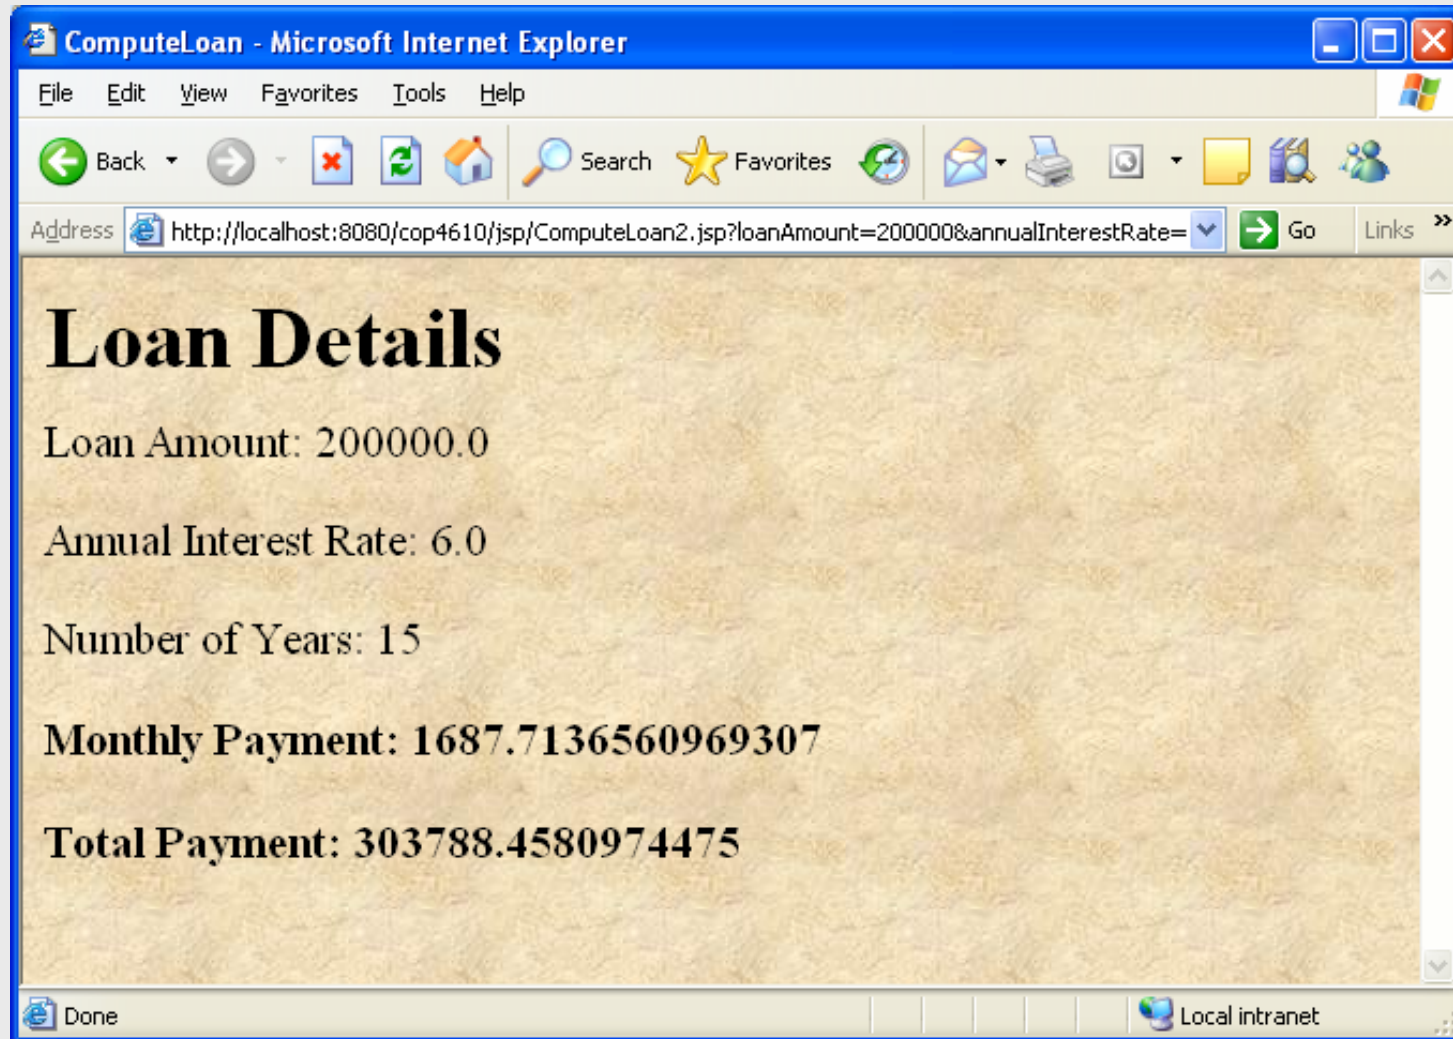 ComputeLoan - Microsoft Internet Explorer
File Edit View Favorites Tools Help
Back Search Favorites
Address http://localhost:8080/cop4610/jsp/ComputeLoan2.jsp?loanAmount=200000&annualInterestRate= Go Links »
Loan Details
Loan Amount: 200000.0
Annual Interest Rate: 6.0
Number of Years: 15
Monthly Payment: 1687.7136560969307
Total Payment: 303788.4580974475
Done Local intranet